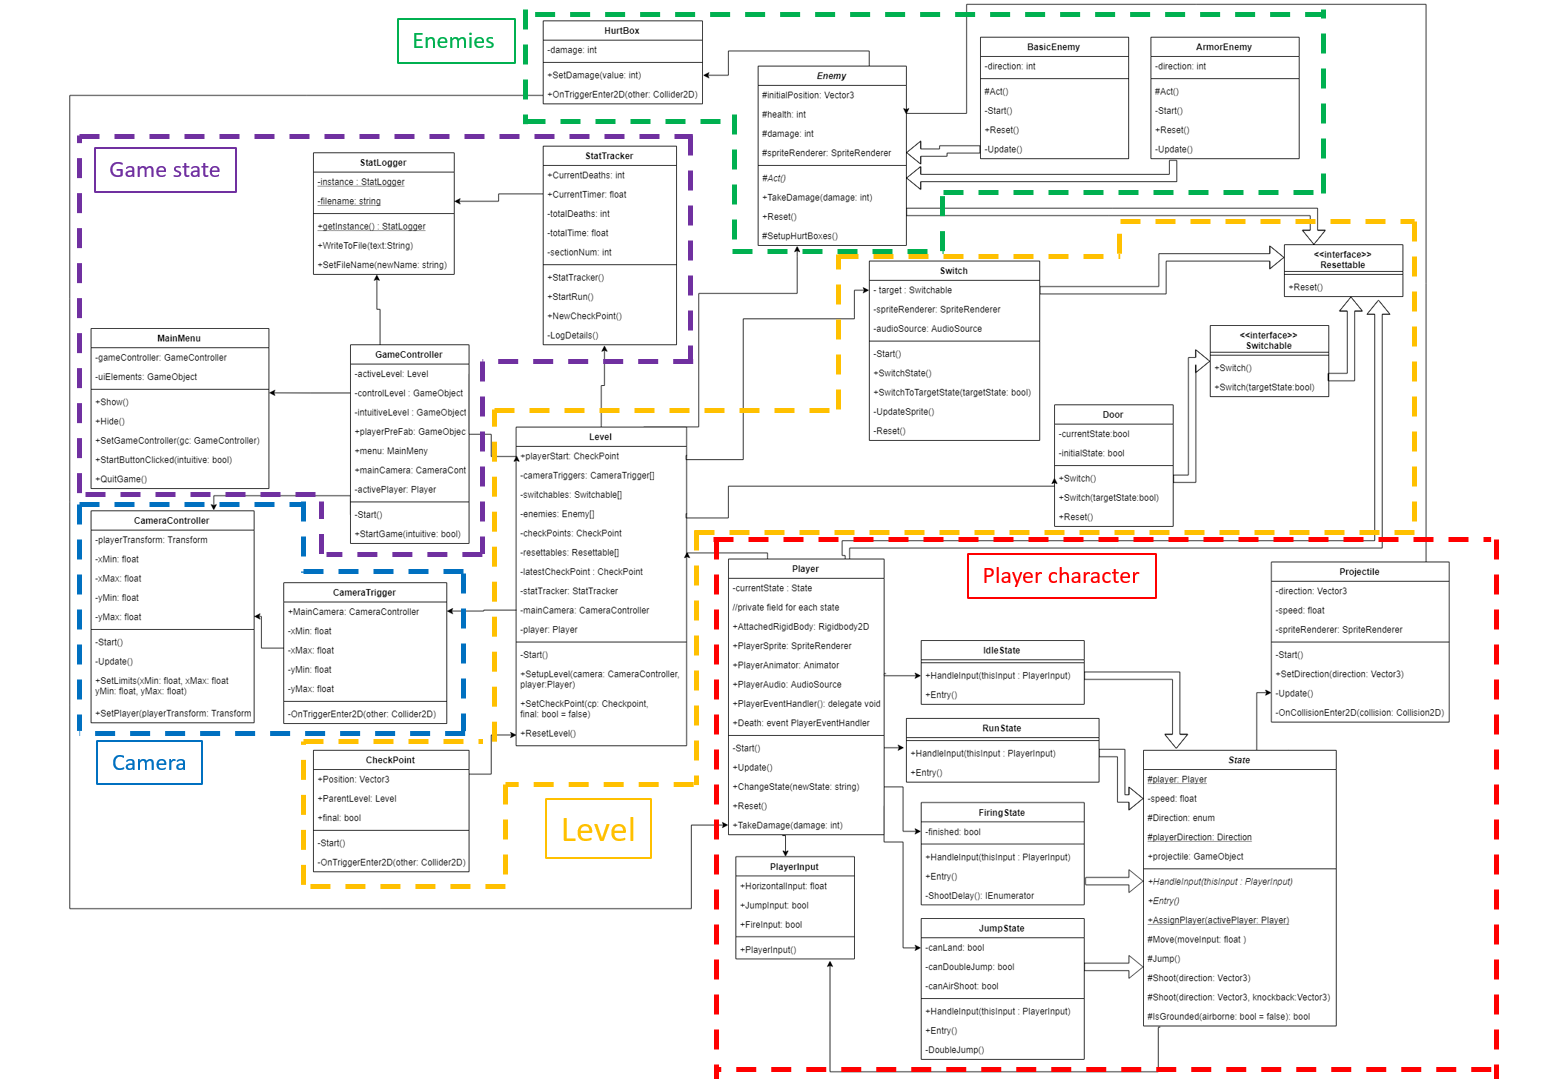 Enemies
HurtBox
-damage: int
+SetDamage(value: int)
+OnTriggerEnter2D(other: Collider2D)
Enemy
#initialPosition: Vector3
#health: int
#damage: int
#spriteRenderer: SpriteRenderer
#Act()
+TakeDamage(damage: int)
+Reset()
#SetupHurtBoxes()
BasicEnemy
-direction: int
#Act()
-Start()
+Reset()
-Update()
ArmorEnemy
-direction: int
#Act()
-Start()
+Reset()
-Update()
Game state
StatLogger
-instance : StatLogger
-filename: string
+getInstance() : StatLogger
+WriteToFile(text:String)
+SetFileName(newName: string)
StatTracker
+CurrentDeaths: int
+CurrentTimer: float
-totalDeaths: int
-totalTime: float
-sectionNum: int
+StatTracker()
+StartRun()
+NewCheckPoint()
-LogDetails()
MainMenu
-gameController: GameController
-uiElements: GameObject
+Show()
+Hide()
+SetGameController(gc: GameController)
+StartButtonClicked(intuitive: bool)
+QuitGame()
GameController
-activeLevel: Level
-controlLevel : GameObject
-intuitiveLevel : GameObject
+playerPreFab: GameObjec
+menu: MainMeny
+mainCamera: CameraCont
-activePlayer: Player
-Start()
+StartGame(intuitive: bool)
Switch
- target : Switchable
-spriteRenderer: SpriteRenderer
-audioSource: AudioSource
-Start()
+SwitchState()
+SwitchToTargetState(targetState: bool)
-UpdateSprite()
-Reset()
<<interface>>
Resettable
+Reset()
<<interface>>
Switchable
+Switch()
+Switch(targetState:bool)
Door
-currentState:bool
-initialState: bool
+Switch()
+Switch(targetState:bool)
+Reset()
Level
+playerStart: CheckPoint
-cameraTriggers: CameraTrigger[]
-switchables: Switchable[]
-enemies: Enemy[]
-checkPoints: CheckPoint
-resettables: Resettable[]
-latestCheckPoint : CheckPoint
-statTracker: StatTracker
-mainCamera: CameraController
-player: Player
-Start()
+SetupLevel(camera: CameraController,
player:Player)
+SetCheckPoint(cp: Checkpoint,
final: bool = false)
+ResetLevel()
CameraController
-playerTransform: Transform
-xMin: float
-xMax: float
-yMin: float
-yMax: float
-Start()
-Update()
+SetLimits(xMin: float, xMax: float
yMin: float, yMax: float)
+SetPlayer(playerTransform: Transform
CameraTrigger
+MainCamera: CameraController
-xMin: float
-xMax: float
-yMin: float
-yMax: float
-OnTriggerEnter2D(other: Collider2D)
Camera
CheckPoint
+Position: Vector3
+ParentLevel: Level
+final: bool
-Start()
-OnTriggerEnter2D(other: Collider2D)
Level
Player character
Player
-currentState : State
//private field for each state
+AttachedRigidBody: Rigidbody2D
+PlayerSprite: SpriteRenderer
+PlayerAnimator: Animator
+PlayerAudio: AudioSource
+PlayerEventHandler(): delegate void
+Death: event PlayerEventHandler
-Start()
+Update()
+ChangeState(newState: string)
+Reset()
+TakeDamage(damage: int)
PlayerInput
+HorizontalInput: float
+JumpInput: bool
+FireInput: bool
+PlayerInput()
IdleState
+HandleInput(thisInput : PlayerInput)
+Entry()
RunState
+HandleInput(thisInput : PlayerInput)
+Entry()
FiringState
-finished: bool
+HandleInput(thisInput : PlayerInput)
+Entry()
-ShootDelay(): IEnumerator
JumpState
-canLand: bool
-canDoubleJump: bool
-canAirShoot: bool
+HandleInput(thisInput : PlayerInput)
+Entry()
-DoubleJump()
Projectile
-direction: Vector3
-speed: float
-spriteRenderer: SpriteRenderer
-Start()
+SetDirection(direction: Vector3)
-Update()
-OnCollisionEnter2D(collision: Collision2D)
State
#player: Player
-speed: float
#Direction: enum
#playerDirection: Direction
+projectile: GameObject
+HandleInput(thisInput : PlayerInput)
+Entry()
+AssignPlayer(activePlayer: Player)
#Move(moveInput: float )
#Jump()
#Shoot(direction: Vector3)
#Shoot(direction: Vector3, knockback:Vector3)
#IsGrounded(airborne: bool = false): bool